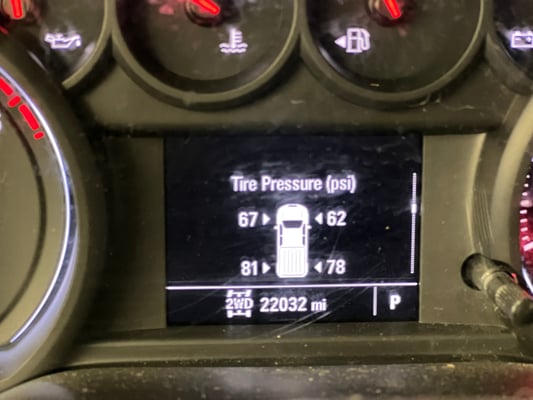 Tire Pressure (psi)
67 62
81 78
2WD 22032 mi P